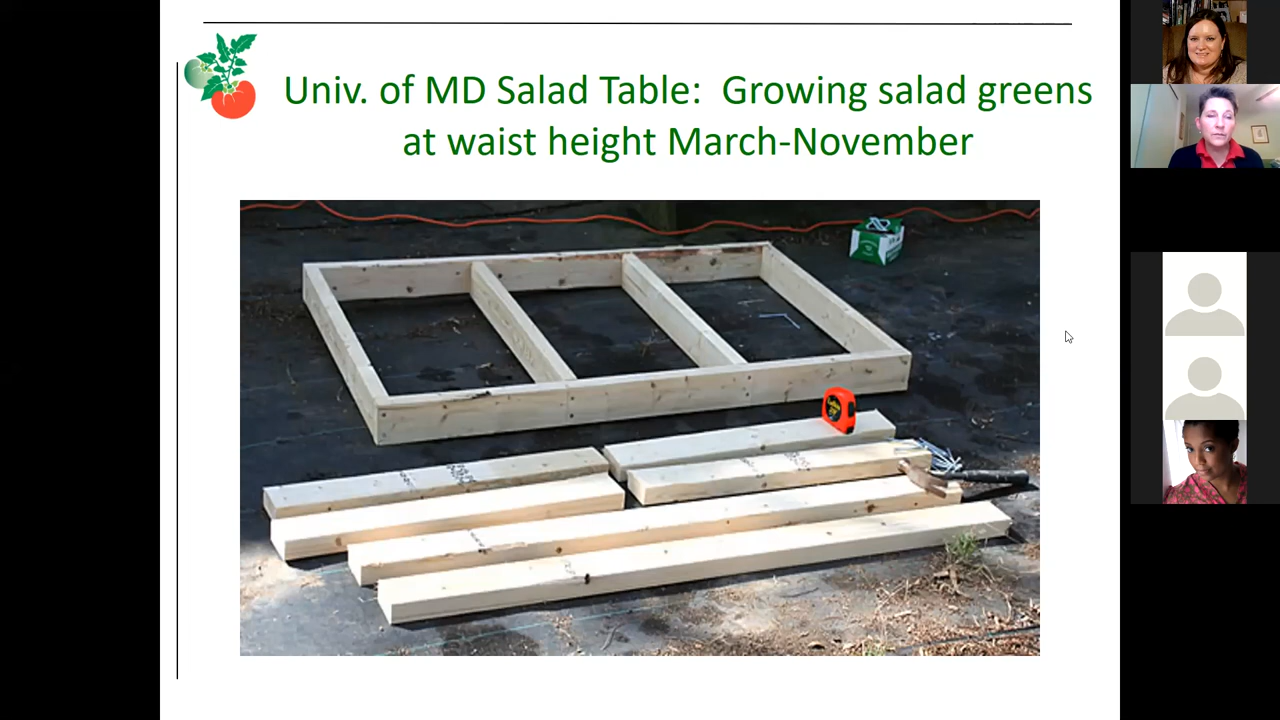 Univ. of MD Salad Table:  Growing salad greens
at waist height March-November